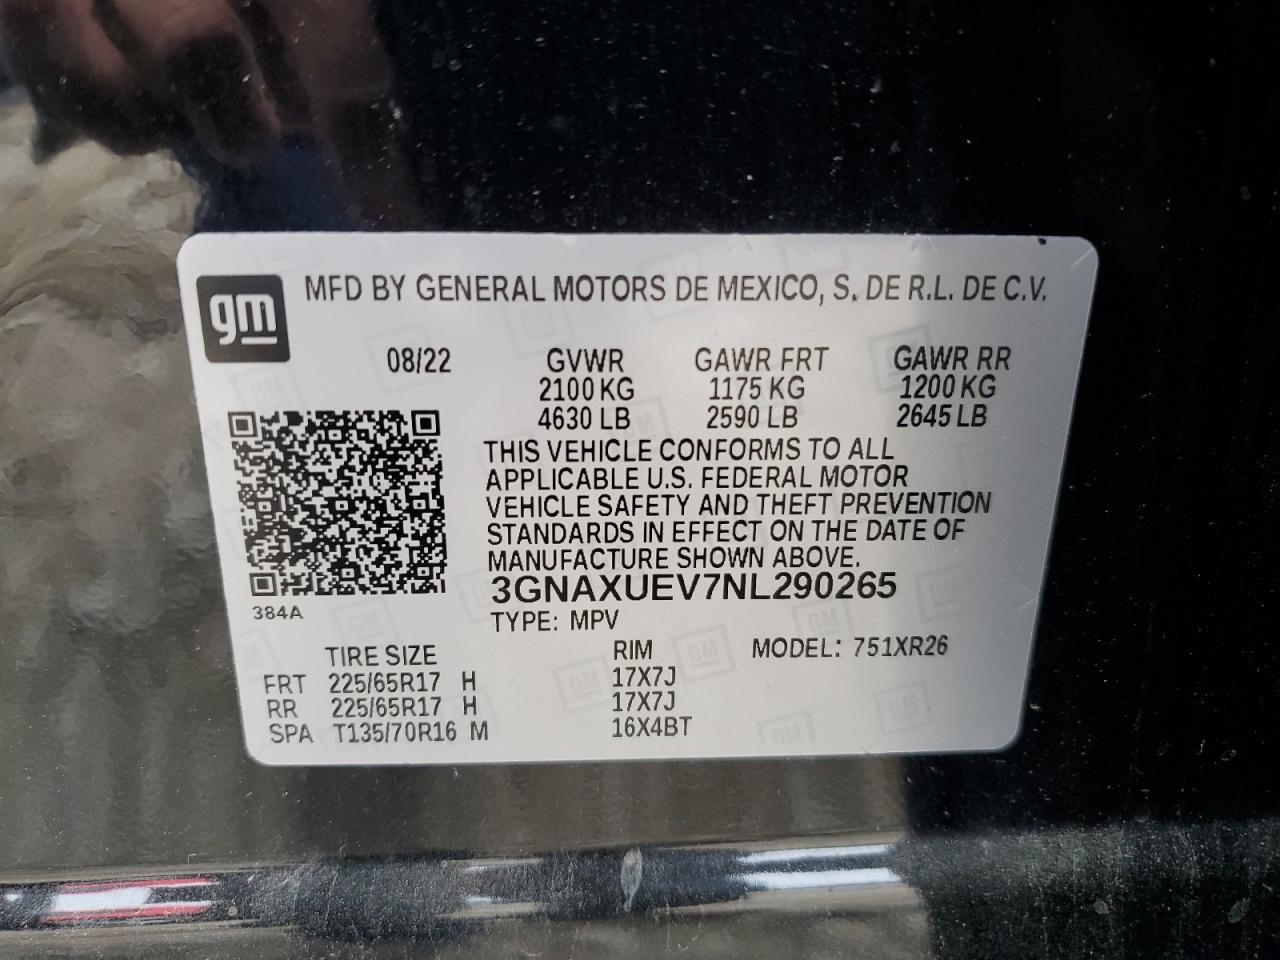 gm
MFD BY GENERAL MOTORS DE MEXICO, S. DE R.L. DE C.V.
08/22 GVWR GAWR FRT GAWR RR
2100 KG 1175 KG 1200 KG
4630 LB 2590 LB 2645 LB
THIS VEHICLE CONFORMS TO ALL
APPLICABLE U.S. FEDERAL MOTOR
VEHICLE SAFETY AND THEFT PREVENTION
STANDARDS IN EFFECT ON THE DATE OF
MANUFACTURE SHOWN ABOVE.
3GNAXUEV7NL290265
384A
TYPE: MPV
TIRE SIZE RIM MODEL: 751XR26
FRT 225/65R17 H 17X7J
RR 225/65R17 H 17X7J
SPA T135/70R16 M 16X4BT